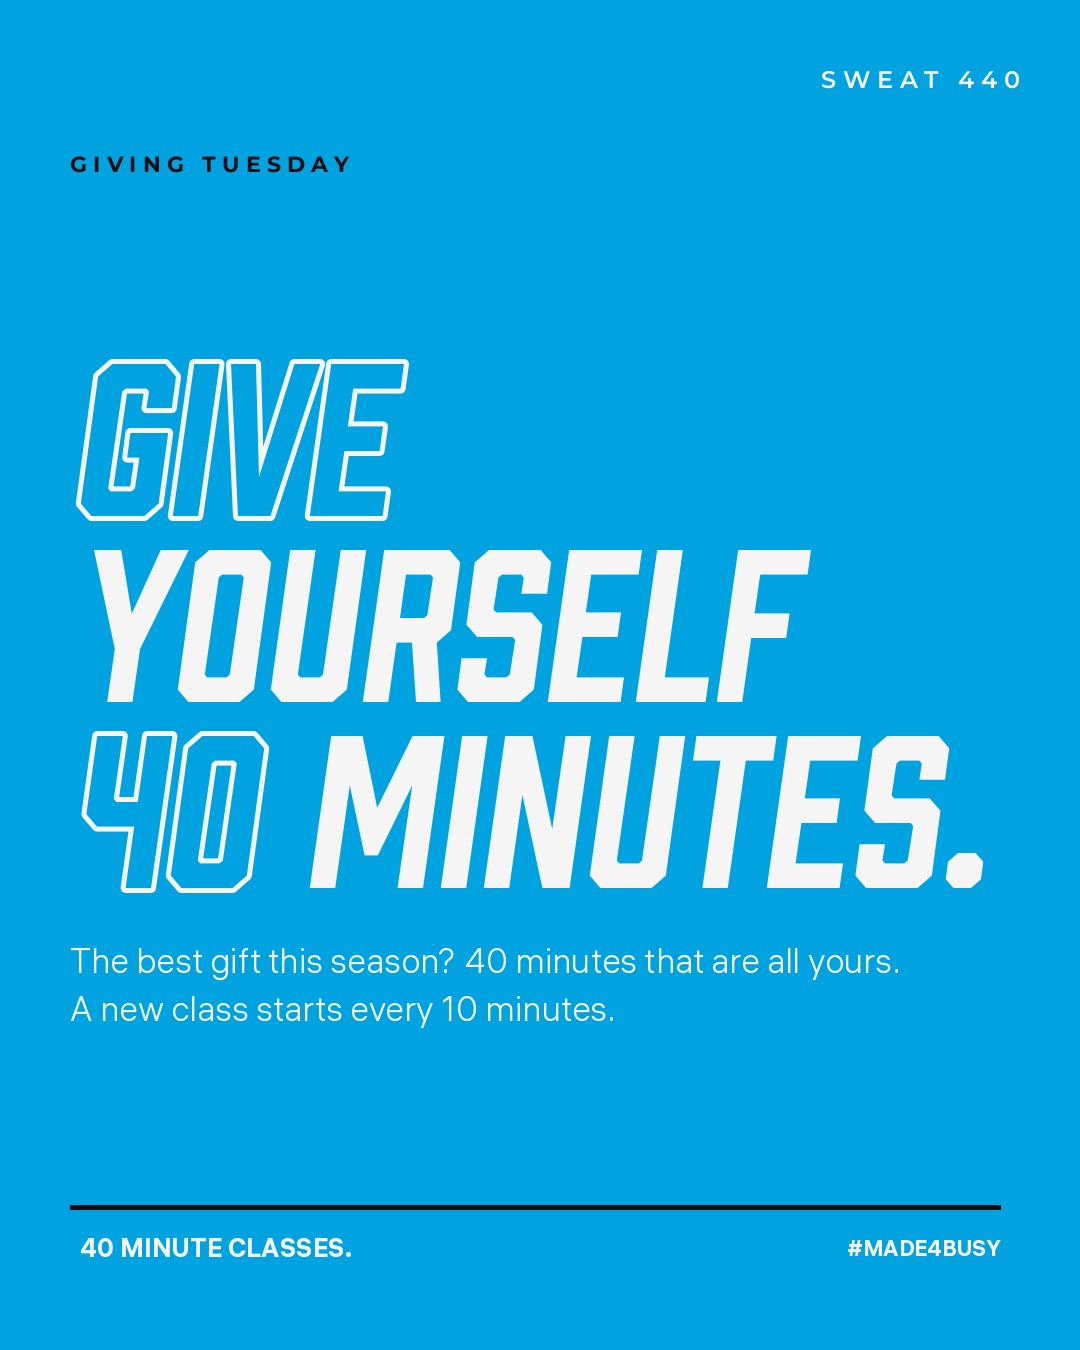 SWEAT 440
GIVING TUESDAY
GIVE
YOURSELF
40 MINUTES.
The best gift this season? 40 minutes that are all yours.
A new class starts every 10 minutes.
40 MINUTE CLASSES.
#MADE4BUSY